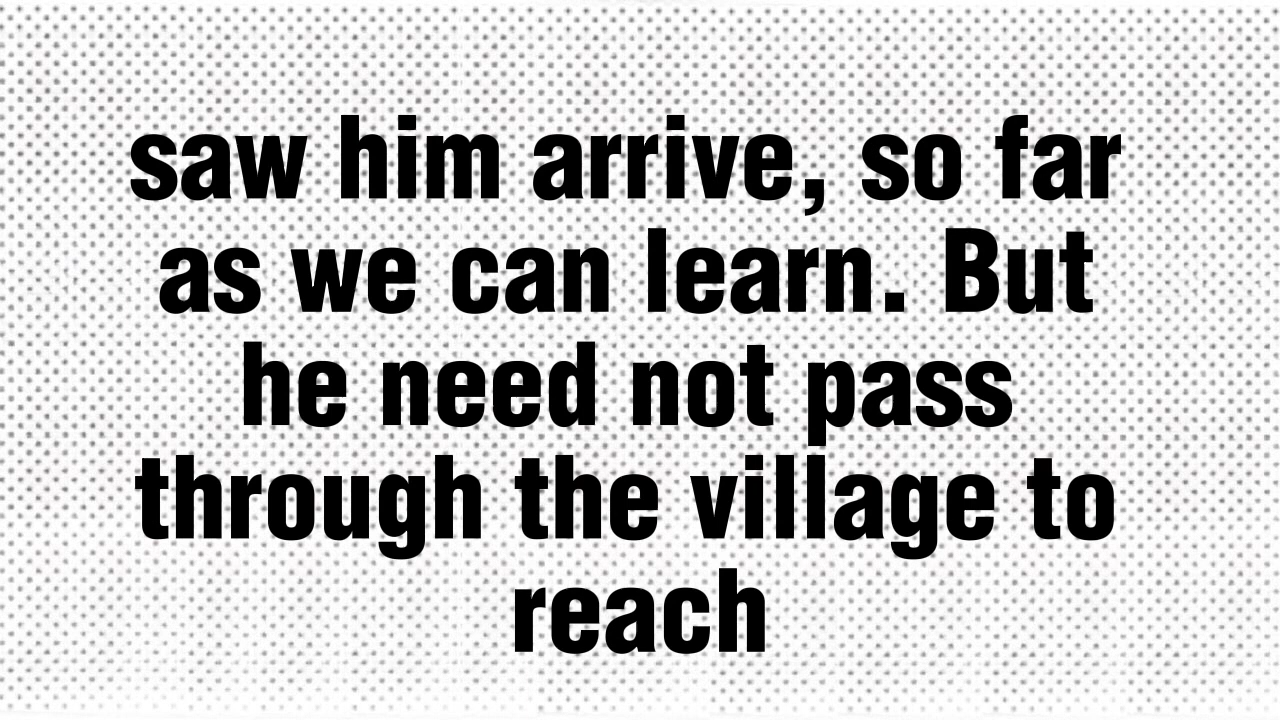 saw him arrive, so far
as we can learn. But
he need not pass
through the village to
reach